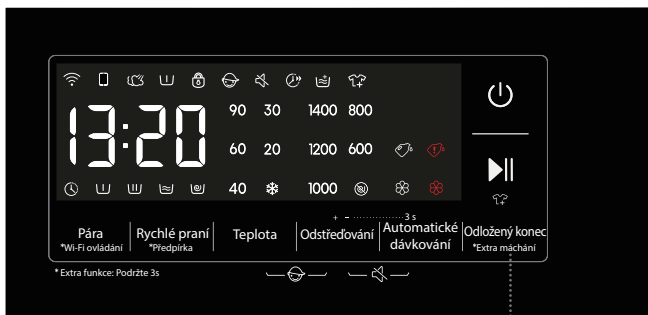 13:20
90 30 1400 800
60 20 1200 600
40 1000
+ - 3 s
Pára
*Wi-Fi ovládání
Rychlé praní
*Předpírka
Teplota
Odstřeďování
Automatické
dávkování
Odložený konec
*Extra máchání
* Extra funkce: Podržte 3s